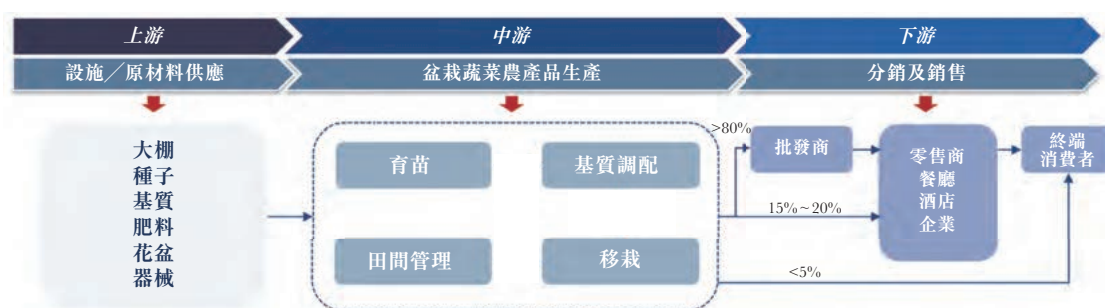 上游
中游
下游
設施／原材料供應
盆栽蔬菜農產品生產
分銷及銷售
大棚
種子
基質
肥料
花盆
器械
育苗
基質調配
田間管理
移栽
>80%
15%~20%
<5%
批發商
零售商
餐廳
酒店
企業
終端
消費者